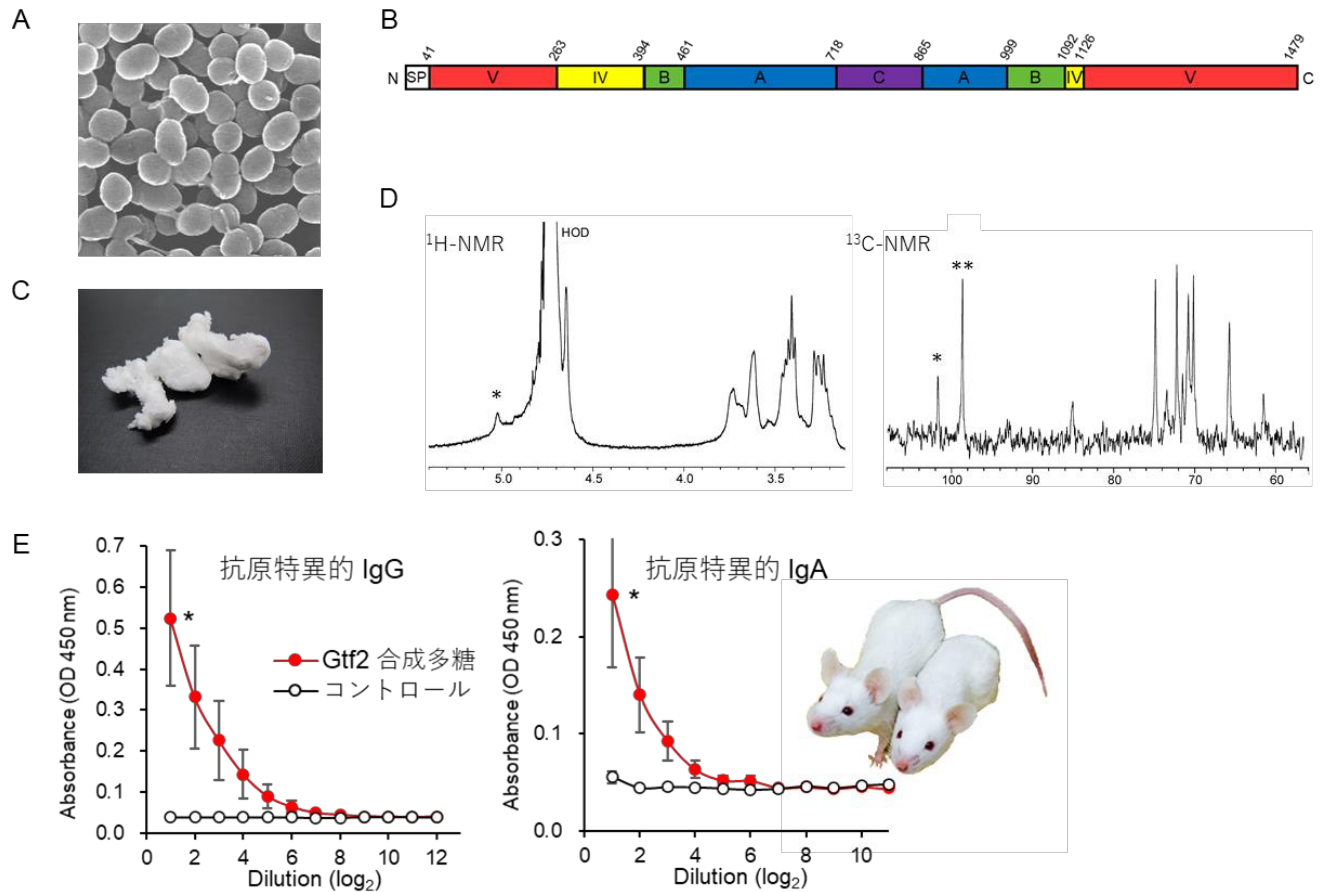 A
B
41 263 394 461 718 865 999 1092 1126 1479
N SP V IV B A C A B IV V C
C
D
¹H-NMR
HOD
*
5.0 4.5 4.0 3.5
¹³C-NMR
**
*
100 90 80 70 60
E
抗原特異的 IgG
Absorbance (OD 450 nm)
0.7
0.6
0.5
0.4
0.3
0.2
0.1
0.0
*
Gtf2 合成多糖
コントロール
0 2 4 6 8 10 12
Dilution (log₂)
抗原特異的 IgA
Absorbance (OD 450 nm)
0.3
0.2
0.1
0.0
*
0 2 4 6 8 10
Dilution (log₂)